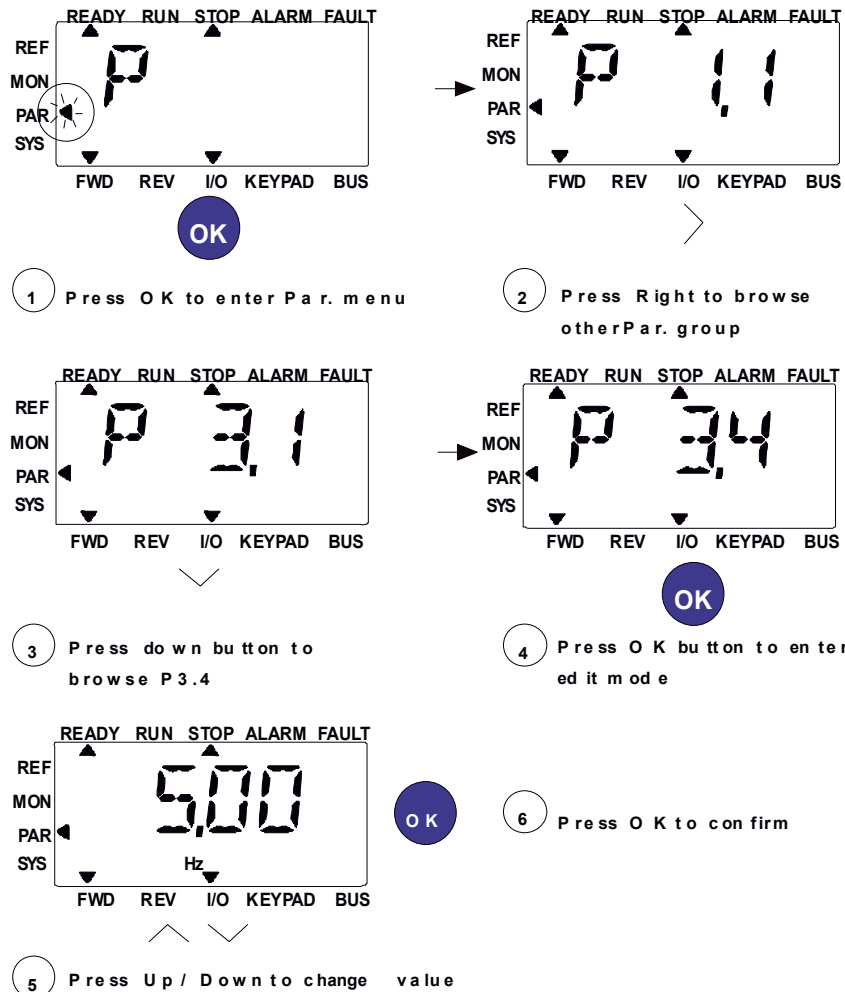 READY RUN STOP ALARM FAULT
REF
MON
PAR
SYS
P
FWD REV I/O KEYPAD BUS
OK
1 Press OK to enter Par. menu
READY RUN STOP ALARM FAULT
REF
MON
PAR
SYS
P 1.1
FWD REV I/O KEYPAD BUS
2 Press Right to browse
other Par. group
READY RUN STOP ALARM FAULT
REF
MON
PAR
SYS
P 3.1
FWD REV I/O KEYPAD BUS
3 Press down button to
browse P3.4
READY RUN STOP ALARM FAULT
REF
MON
PAR
SYS
P 3.4
FWD REV I/O KEYPAD BUS
OK
4 Press OK button to enter
edit mode
READY RUN STOP ALARM FAULT
REF
MON
PAR
SYS
5.00
Hz
FWD REV I/O KEYPAD BUS
5 Press Up / Down to change value
OK
6 Press OK to confirm